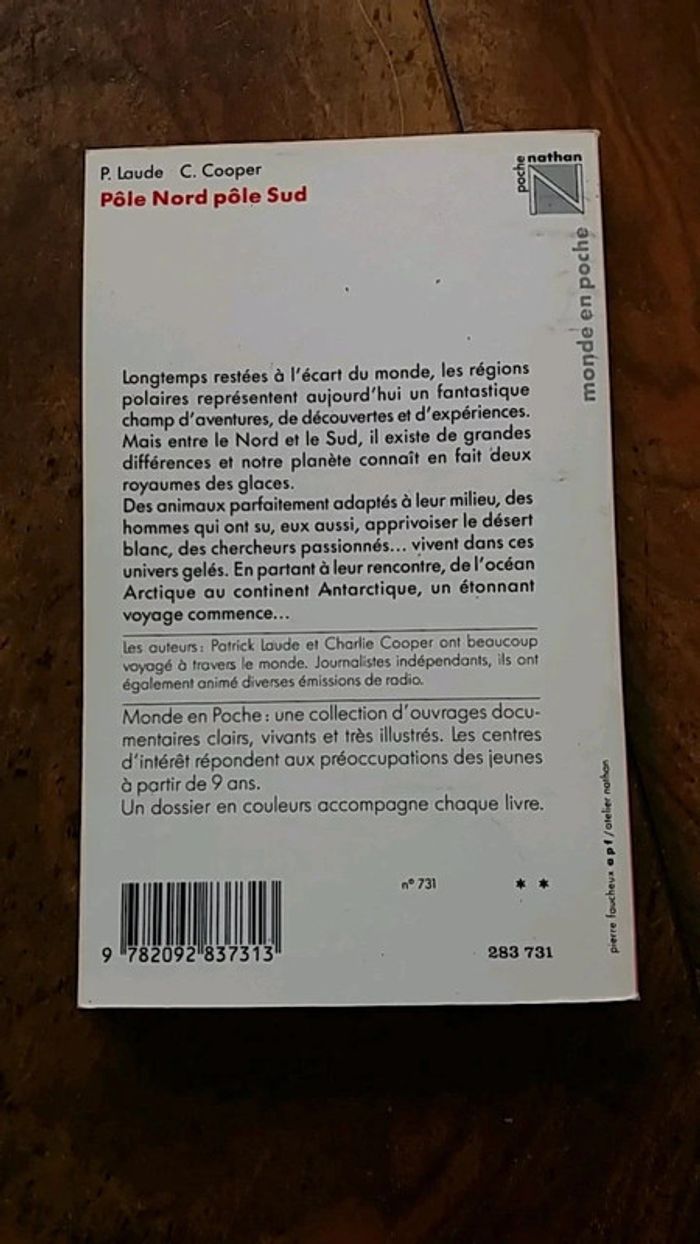 P. Laude C. Cooper
Pôle Nord pôle Sud
poche nathan
monde en poche
Longtemps restées à l'écart du monde, les régions
polaires représentent aujourd'hui un fantastique
champ d'aventures, de découvertes et d'expériences.
Mais entre le Nord et le Sud, il existe de grandes
différences et notre planète connaît en fait deux
royaumes des glaces.
Des animaux parfaitement adaptés à leur milieu, des
hommes qui ont su, eux aussi, apprivoiser le désert
blanc, des chercheurs passionnés... vivent dans ces
univers gelés. En partant à leur rencontre, de l'océan
Arctique au continent Antarctique, un étonnant
voyage commence...
Les auteurs : Patrick Laude et Charlie Cooper ont beaucoup
voyagé à travers le monde. Journalistes indépendants, ils ont
également animé diverses émissions de radio.
Monde en Poche : une collection d'ouvrages docu-
mentaires clairs, vivants et très illustrés. Les centres
d'intérêt répondent aux préoccupations des jeunes
à partir de 9 ans.
Un dossier en couleurs accompagne chaque livre.
n° 731 * *
9 782092 837313
283 731
pierre faucheux a p f / atelier nathan